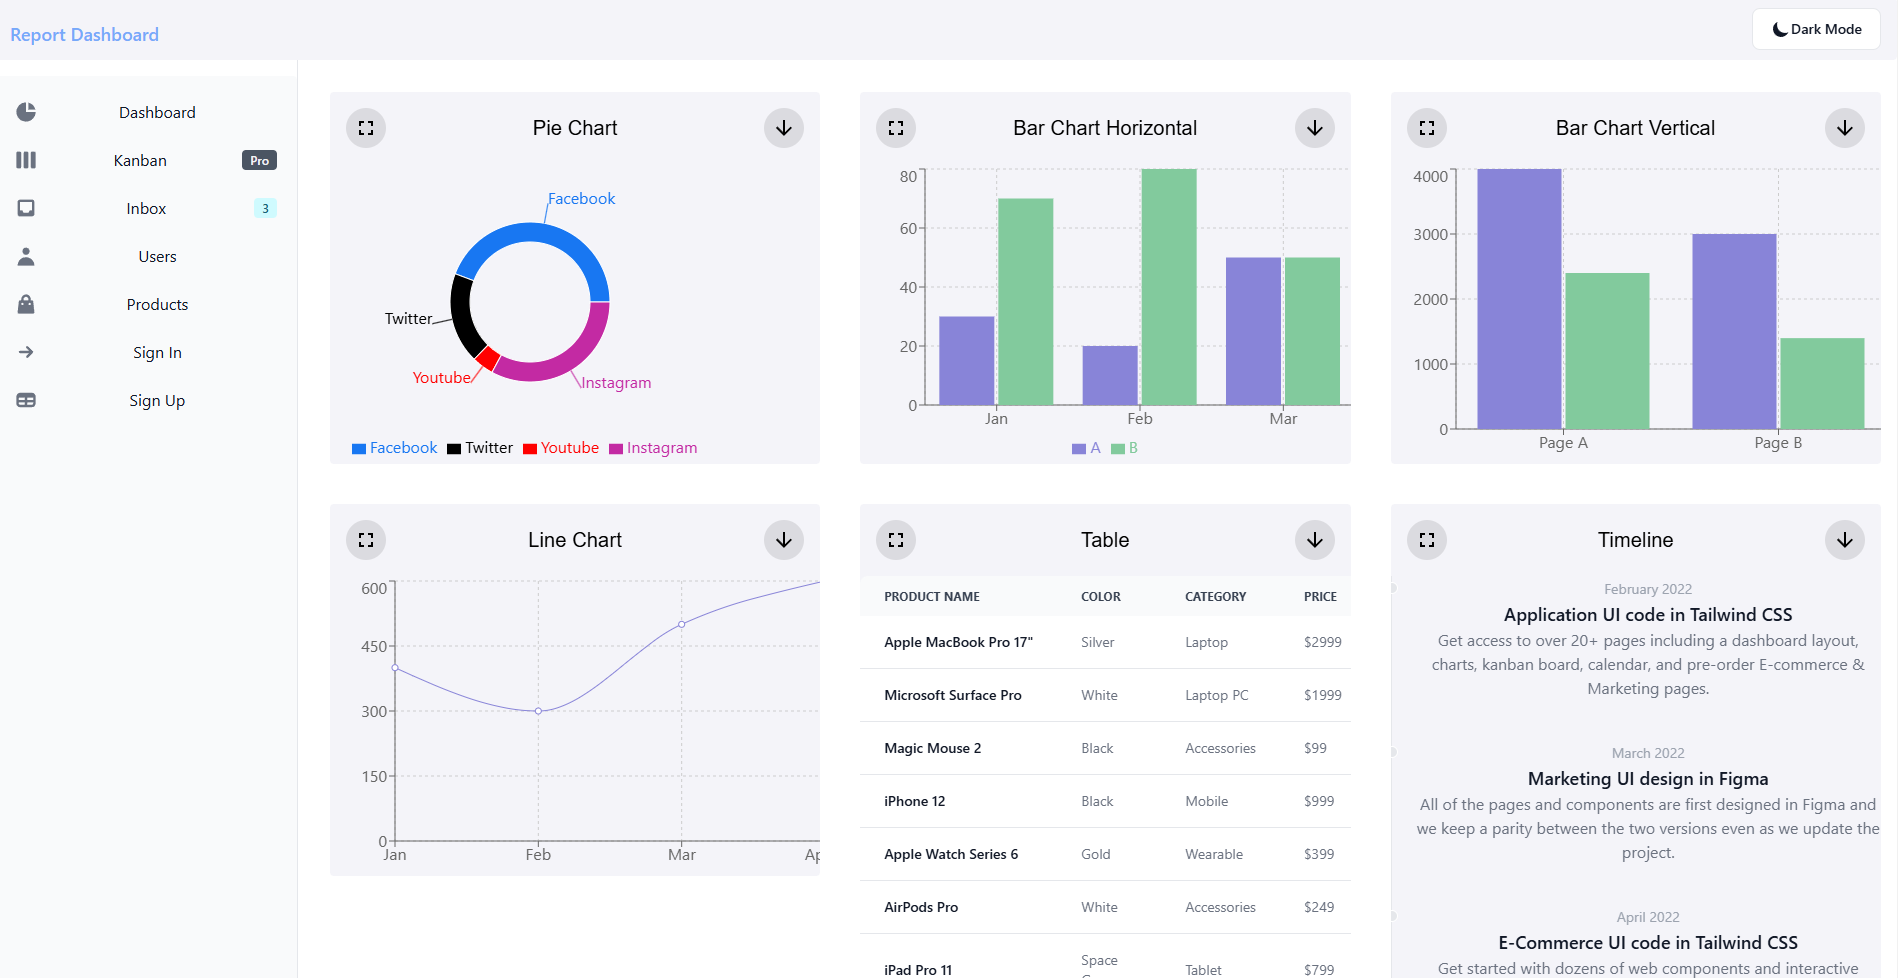 Report Dashboard
Dark Mode
Dashboard
Kanban
Pro
Inbox
3
Users
Products
Sign In
Sign Up
Pie Chart
Facebook
Twitter
Youtube
Instagram
Facebook Twitter Youtube Instagram
Bar Chart Horizontal
80
60
40
20
0
Jan Feb Mar
A B
Bar Chart Vertical
4000
3000
2000
1000
0
Page A Page B
Line Chart
600
450
300
150
0
Jan Feb Mar Ap
Table
PRODUCT NAME COLOR CATEGORY PRICE
Apple MacBook Pro 17" Silver Laptop $2999
Microsoft Surface Pro White Laptop PC $1999
Magic Mouse 2 Black Accessories $99
iPhone 12 Black Mobile $999
Apple Watch Series 6 Gold Wearable $399
AirPods Pro White Accessories $249
iPad Pro 11 Space Tablet $799
Timeline
February 2022
Application UI code in Tailwind CSS
Get access to over 20+ pages including a dashboard layout,
charts, kanban board, calendar, and pre-order E-commerce &
Marketing pages.
March 2022
Marketing UI design in Figma
All of the pages and components are first designed in Figma and
we keep a parity between the two versions even as we update the
project.
April 2022
E-Commerce UI code in Tailwind CSS
Get started with dozens of web components and interactive